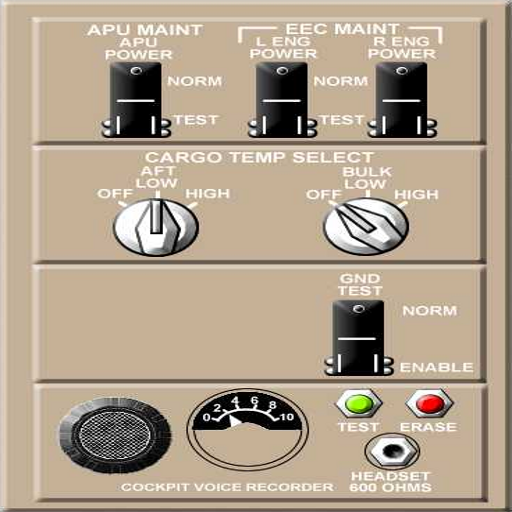 APU MAINT
APU
POWER
NORM
TEST
EEC MAINT
L ENG
POWER
R ENG
POWER
NORM
TEST
CARGO TEMP SELECT
AFT
OFF LOW HIGH
BULK
OFF LOW HIGH
GND
TEST
NORM
ENABLE
0 2 4 6 8 10
TEST ERASE
HEADSET
600 OHMS
COCKPIT VOICE RECORDER